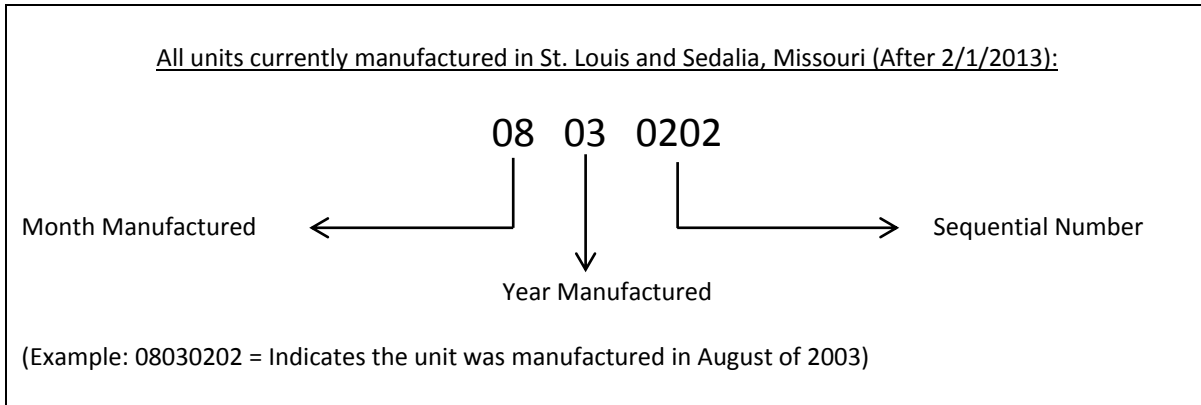 All units currently manufactured in St. Louis and Sedalia, Missouri (After 2/1/2013):
08 03 0202
Month Manufactured
Sequential Number
Year Manufactured
(Example: 08030202 = Indicates the unit was manufactured in August of 2003)